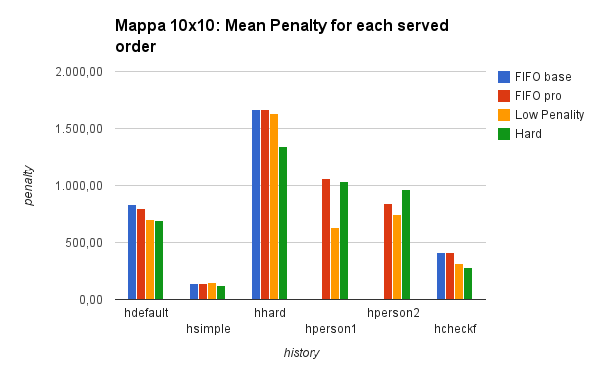 Mappa 10x10: Mean Penalty for each served
order
2.000,00
1.500,00
1.000,00
500,00
0,00
penalty
hdefault
hsimple
hhard
hperson1
hperson2
hcheckf
history
FIFO base
FIFO pro
Low Penality
Hard